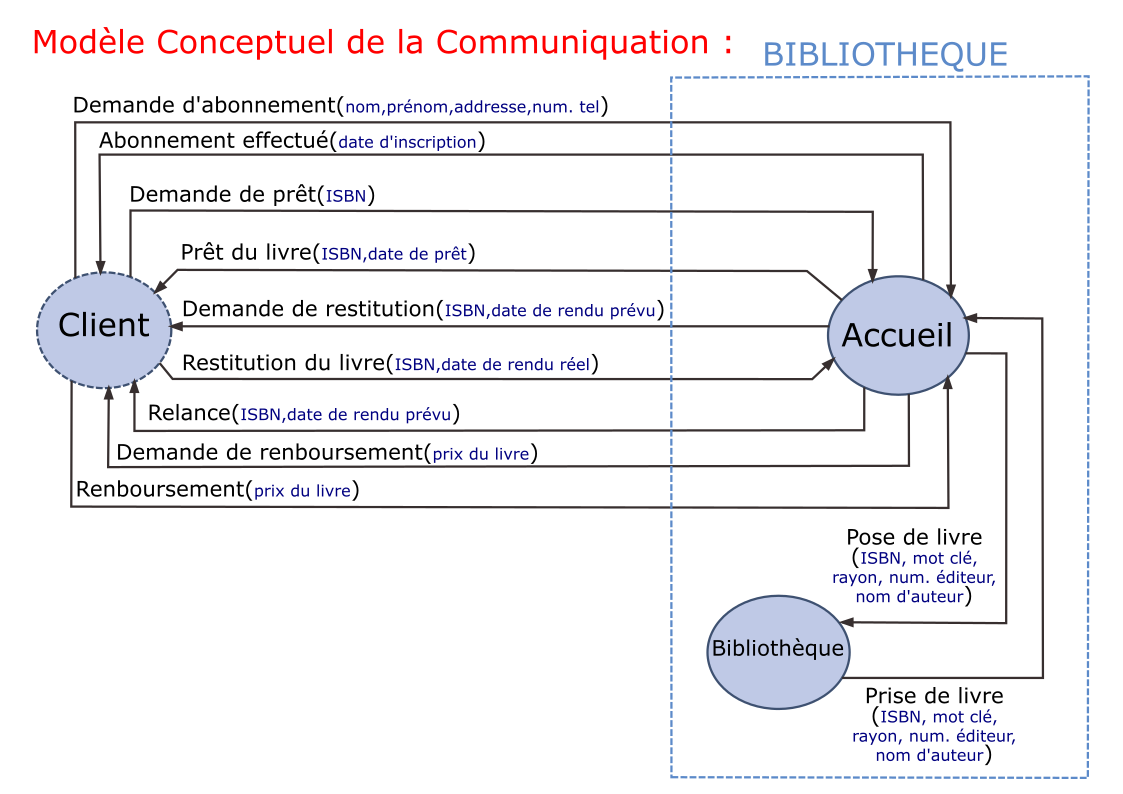 Modèle Conceptuel de la Communiquation :
BIBLIOTHEQUE
Demande d'abonnement(nom,prénom,addresse,num. tel)
Abonnement effectué(date d'inscription)
Demande de prêt(ISBN)
Prêt du livre(ISBN,date de prêt)
Demande de restitution(ISBN,date de rendu prévu)
Client
Accueil
Restitution du livre(ISBN,date de rendu réel)
Relance(ISBN,date de rendu prévu)
Demande de renboursement(prix du livre)
Renboursement(prix du livre)
Pose de livre
(ISBN, mot clé,
rayon, num. éditeur,
nom d'auteur)
Bibliothèque
Prise de livre
(ISBN, mot clé,
rayon, num. éditeur,
nom d'auteur)